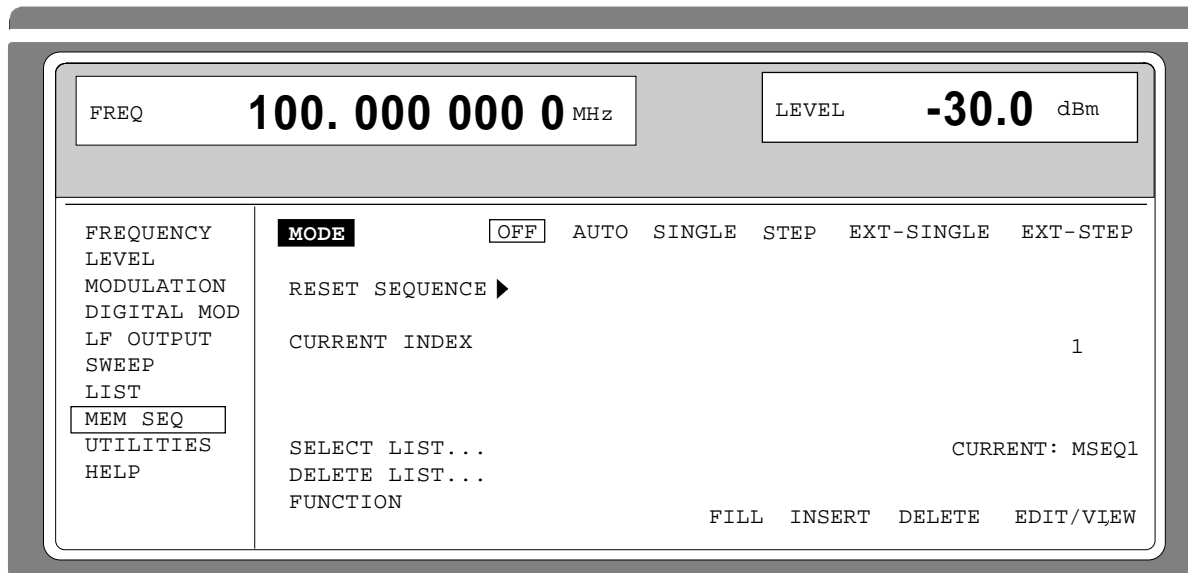 FREQ 100. 000 000 0 MHz LEVEL -30.0 dBm
FREQUENCY
LEVEL
MODULATION
DIGITAL MOD
LF OUTPUT
SWEEP
LIST
MEM SEQ
UTILITIES
HELP
MODE OFF AUTO SINGLE STEP EXT-SINGLE EXT-STEP
RESET SEQUENCE
CURRENT INDEX 1
SELECT LIST... CURRENT: MSEQ1
DELETE LIST...
FUNCTION
FILL INSERT DELETE EDIT/VIEW